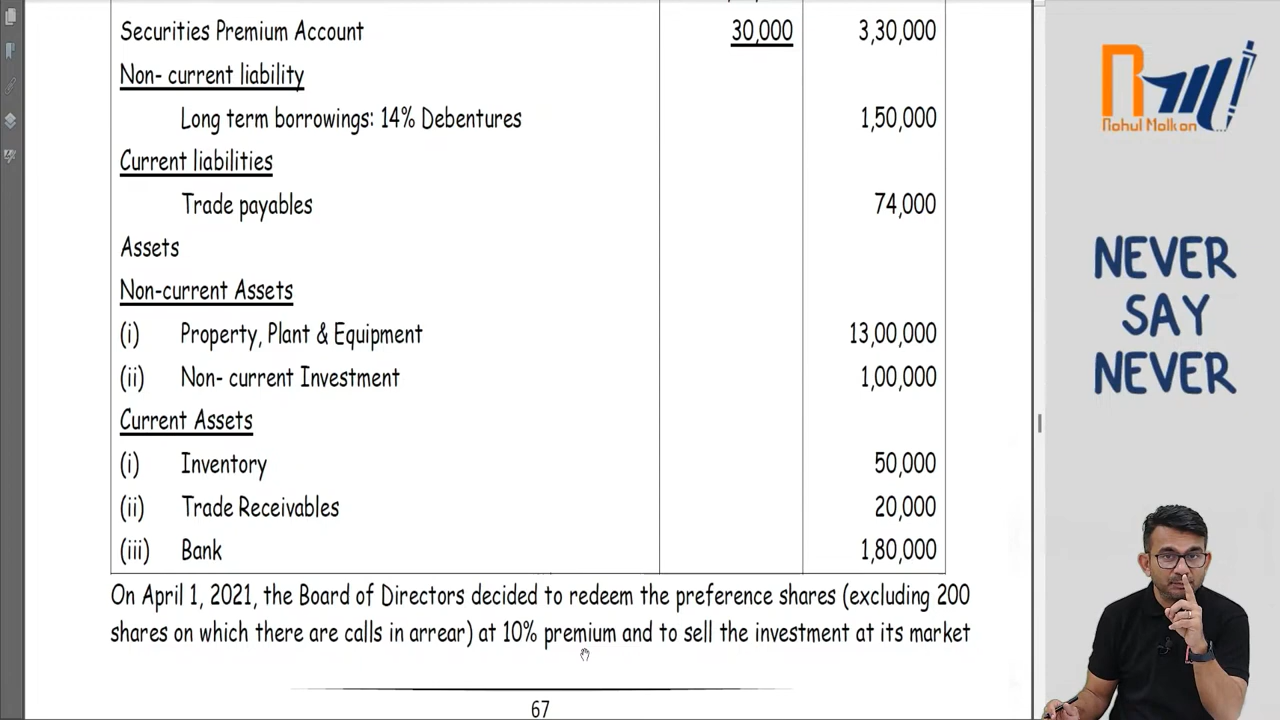 Securities Premium Account 30,000 3,30,000
Non- current liability
Long term borrowings: 14% Debentures 1,50,000
Current liabilities
Trade payables 74,000
Assets
Non-current Assets
(i) Property, Plant & Equipment 13,00,000
(ii) Non- current Investment 1,00,000
Current Assets
(i) Inventory 50,000
(ii) Trade Receivables 20,000
(iii) Bank 1,80,000
On April 1, 2021, the Board of Directors decided to redeem the preference shares (excluding 200
shares on which there are calls in arrear) at 10% premium and to sell the investment at its market
67
Rahul Malkan
NEVER
SAY
NEVER